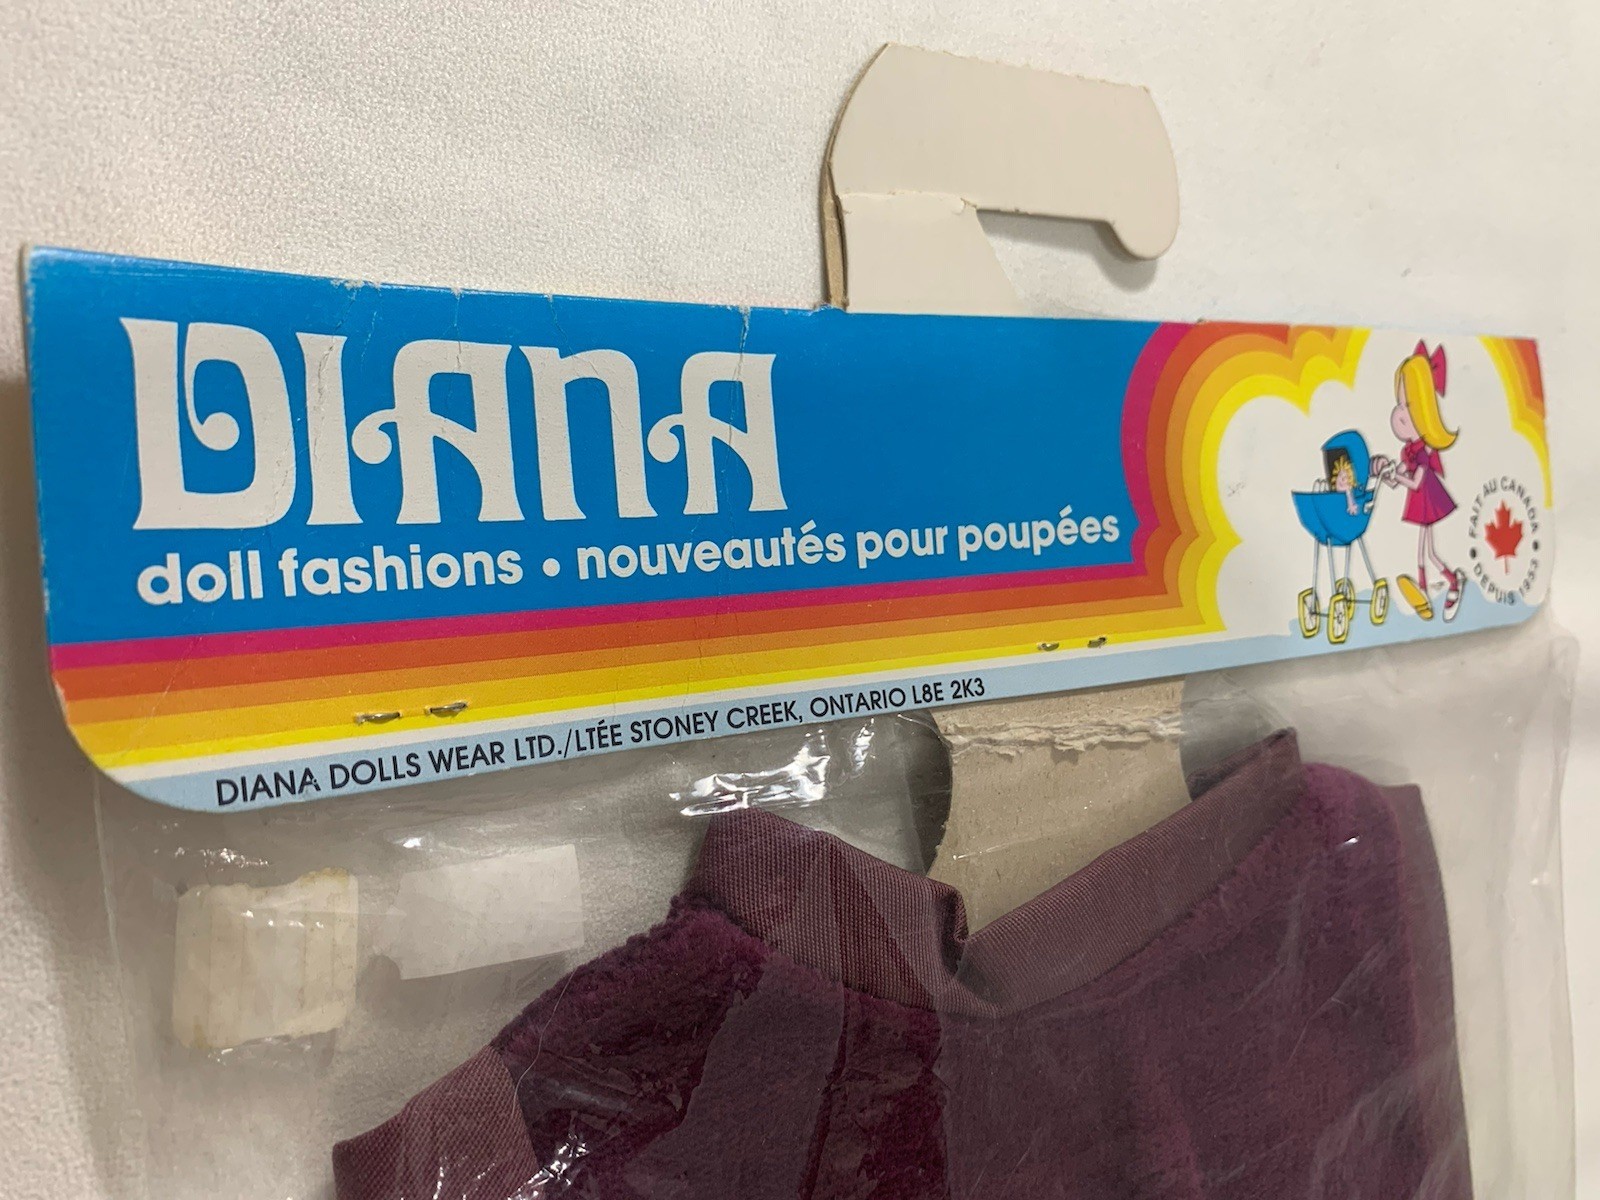 DIANA
doll fashions • nouveautés pour poupées
FAIT AU CANADA • DEPUIS 1953 •
DIANA DOLLS WEAR LTD./LTÉE STONEY CREEK, ONTARIO L8E 2K3